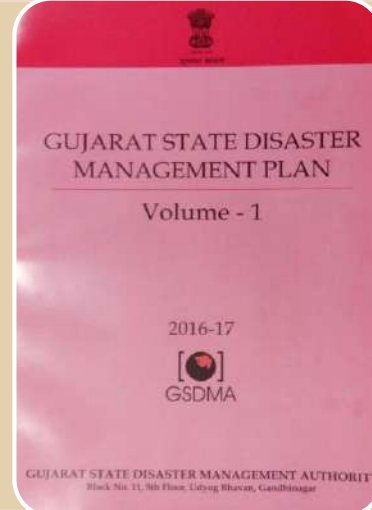 GUJARAT STATE DISASTER
MANAGEMENT PLAN
Volume - 1
2016-17
GSDMA
GUJARAT STATE DISASTER MANAGEMENT AUTHORIT
Block No. 11, 5th Floor, Udyog Bhavan, Gandhinagar